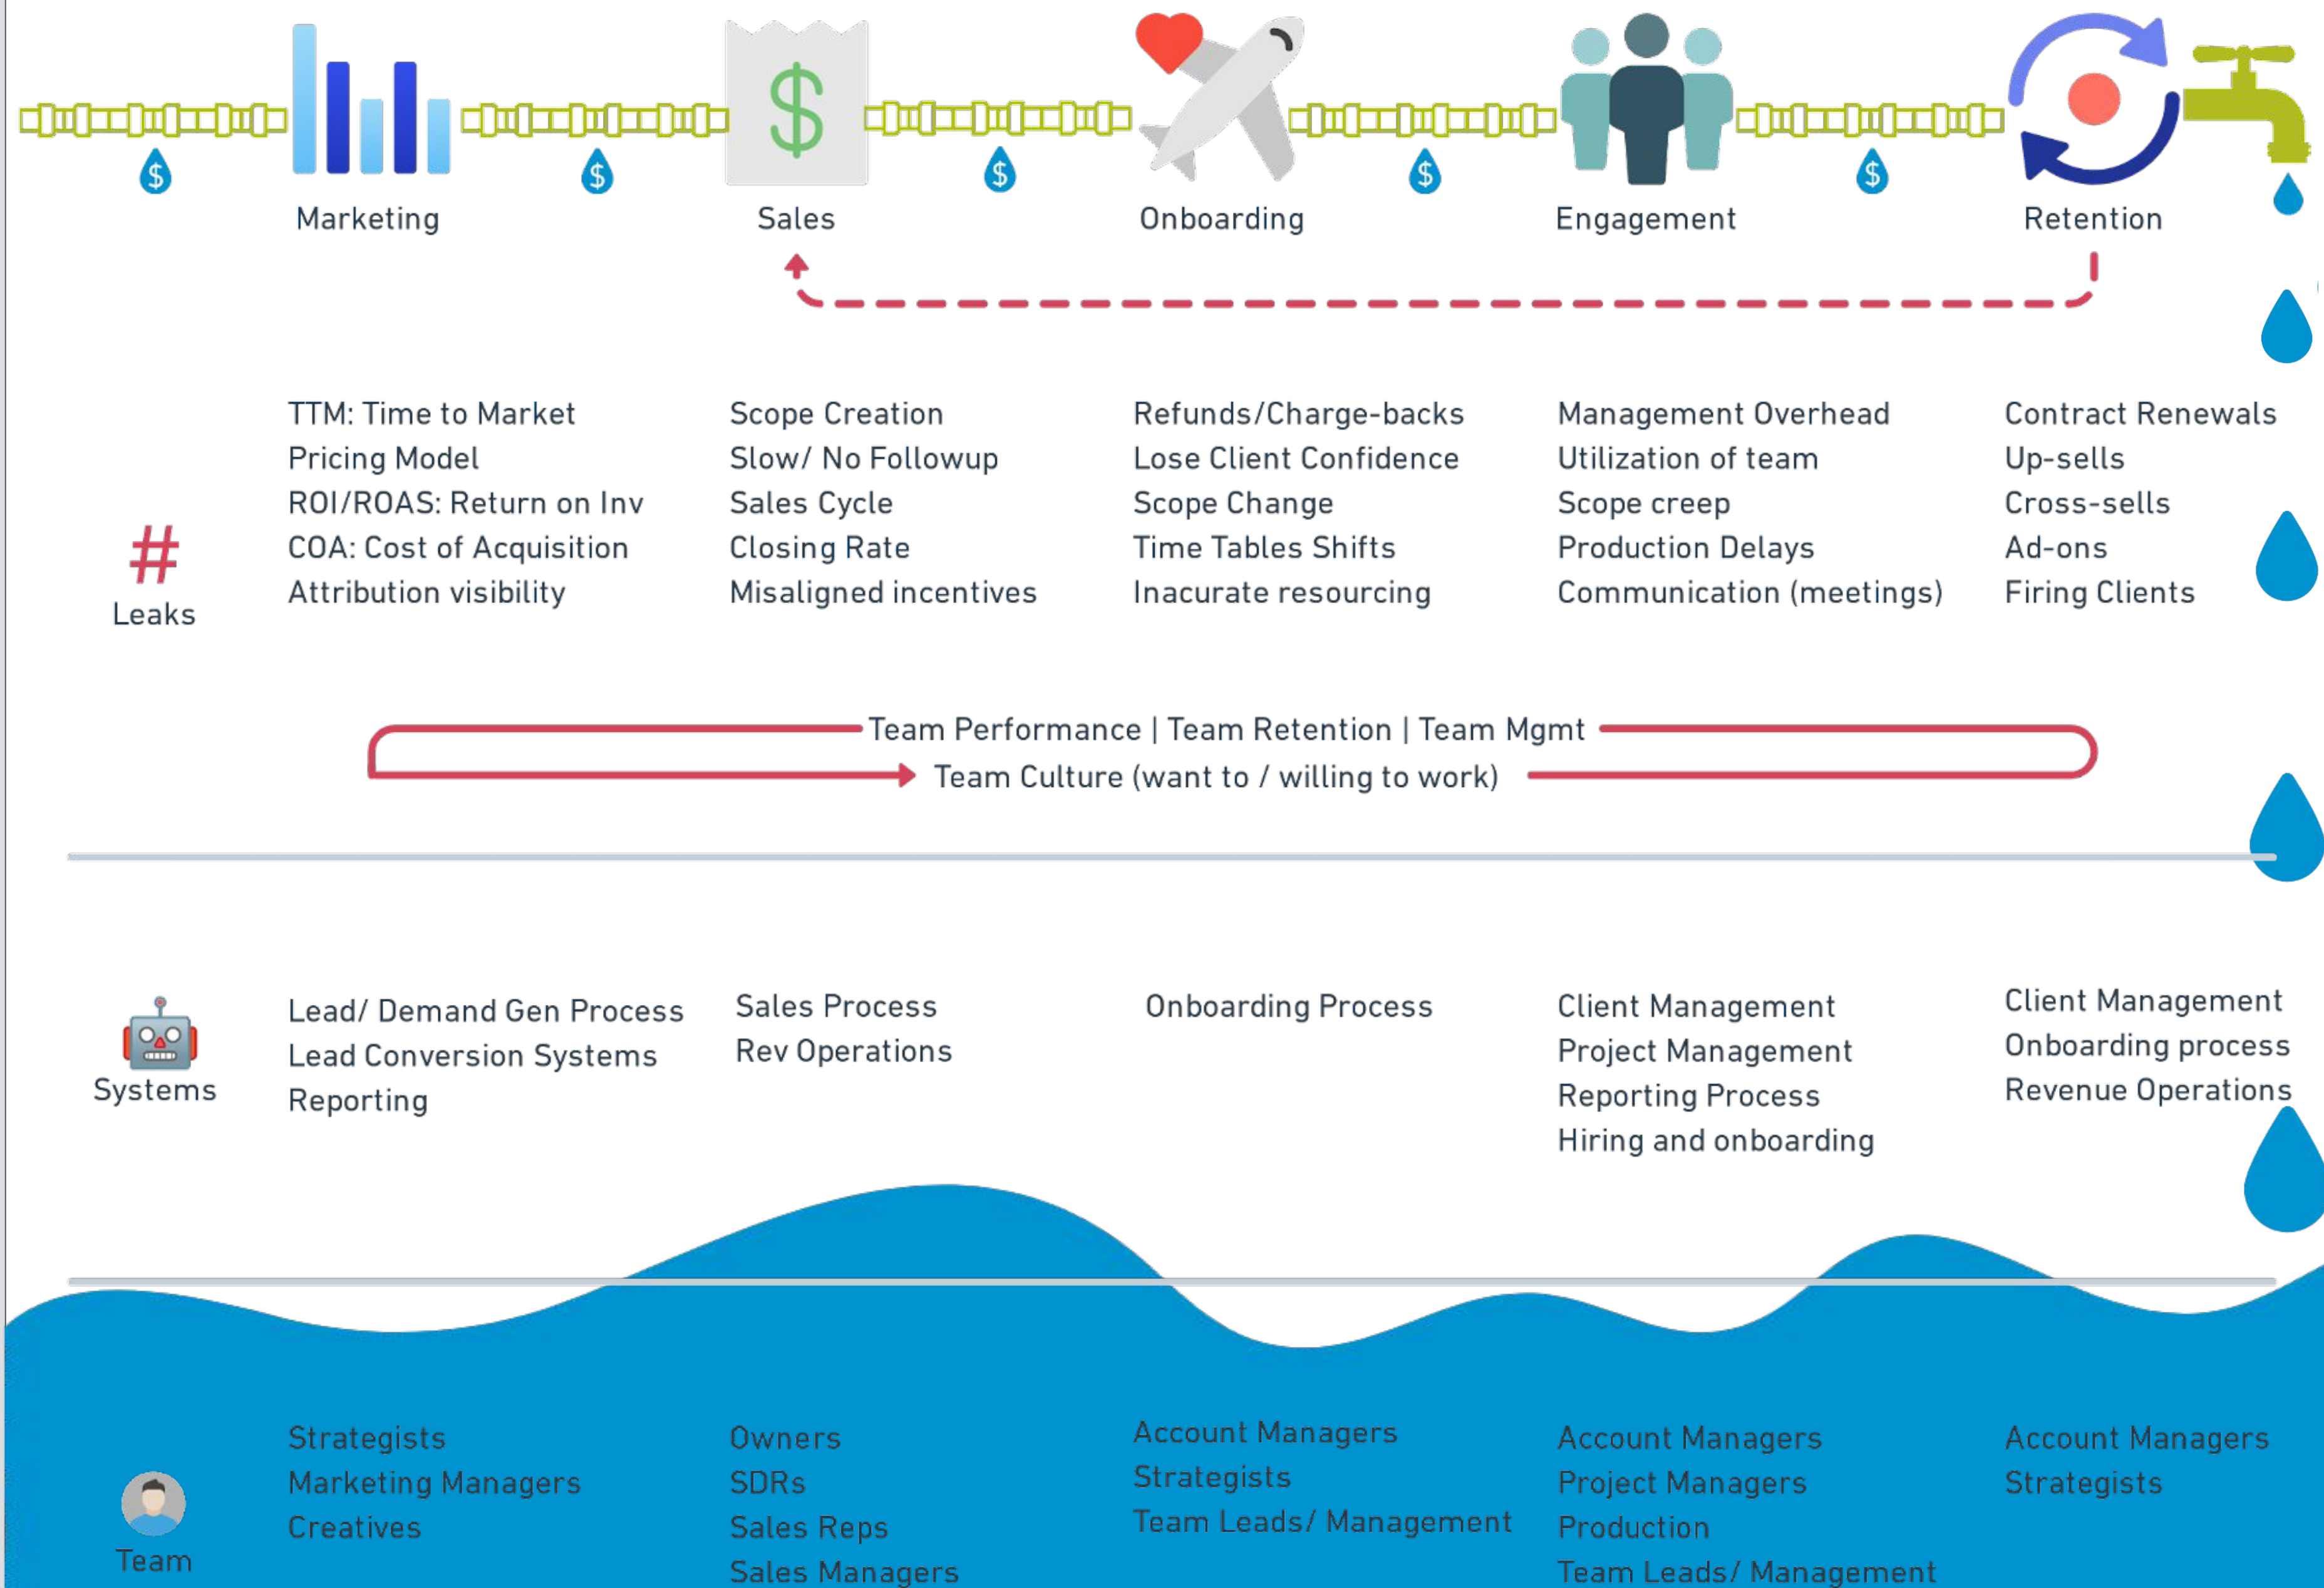 $
$
$
$
$
$
Marketing
Sales
Onboarding
Engagement
Retention
#
Leaks
TTM: Time to Market
Pricing Model
ROI/ROAS: Return on Inv
COA: Cost of Acquisition
Attribution visibility
Scope Creation
Slow/ No Followup
Sales Cycle
Closing Rate
Misaligned incentives
Refunds/Charge-backs
Lose Client Confidence
Scope Change
Time Tables Shifts
Inacurate resourcing
Management Overhead
Utilization of team
Scope creep
Production Delays
Communication (meetings)
Contract Renewals
Up-sells
Cross-sells
Ad-ons
Firing Clients
Team Performance | Team Retention | Team Mgmt
Team Culture (want to / willing to work)
Systems
Lead/ Demand Gen Process
Lead Conversion Systems
Reporting
Sales Process
Rev Operations
Onboarding Process
Client Management
Project Management
Reporting Process
Hiring and onboarding
Client Management
Onboarding process
Revenue Operations
Team
Strategists
Marketing Managers
Creatives
Owners
SDRs
Sales Reps
Sales Managers
Account Managers
Strategists
Team Leads/ Management
Account Managers
Project Managers
Production
Team Leads/ Management
Account Managers
Strategists